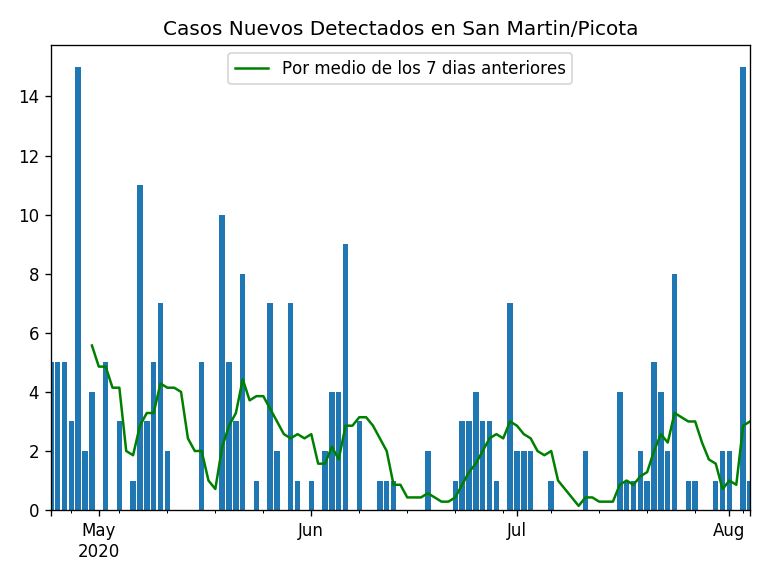 Casos Nuevos Detectados en San Martin/Picota
Por medio de los 7 dias anteriores
14
12
10
8
6
4
2
0
May
2020
Jun
Jul
Aug